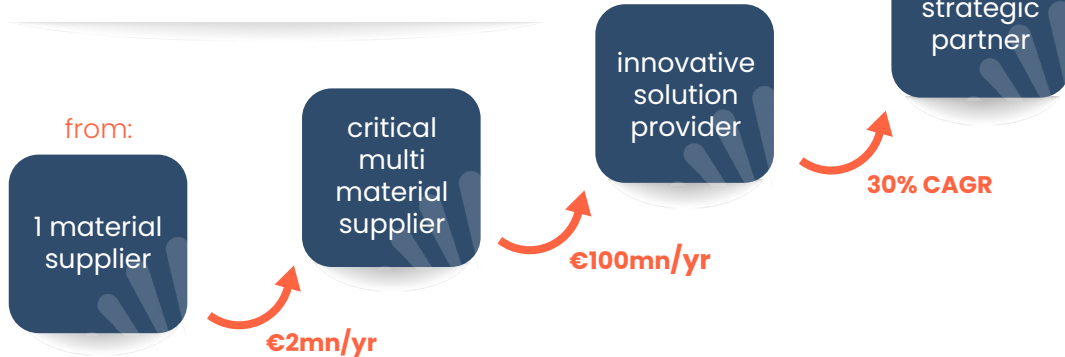 from:
1 material
supplier
€2mn/yr
critical
multi
material
supplier
€100mn/yr
innovative
solution
provider
30% CAGR
strategic
partner